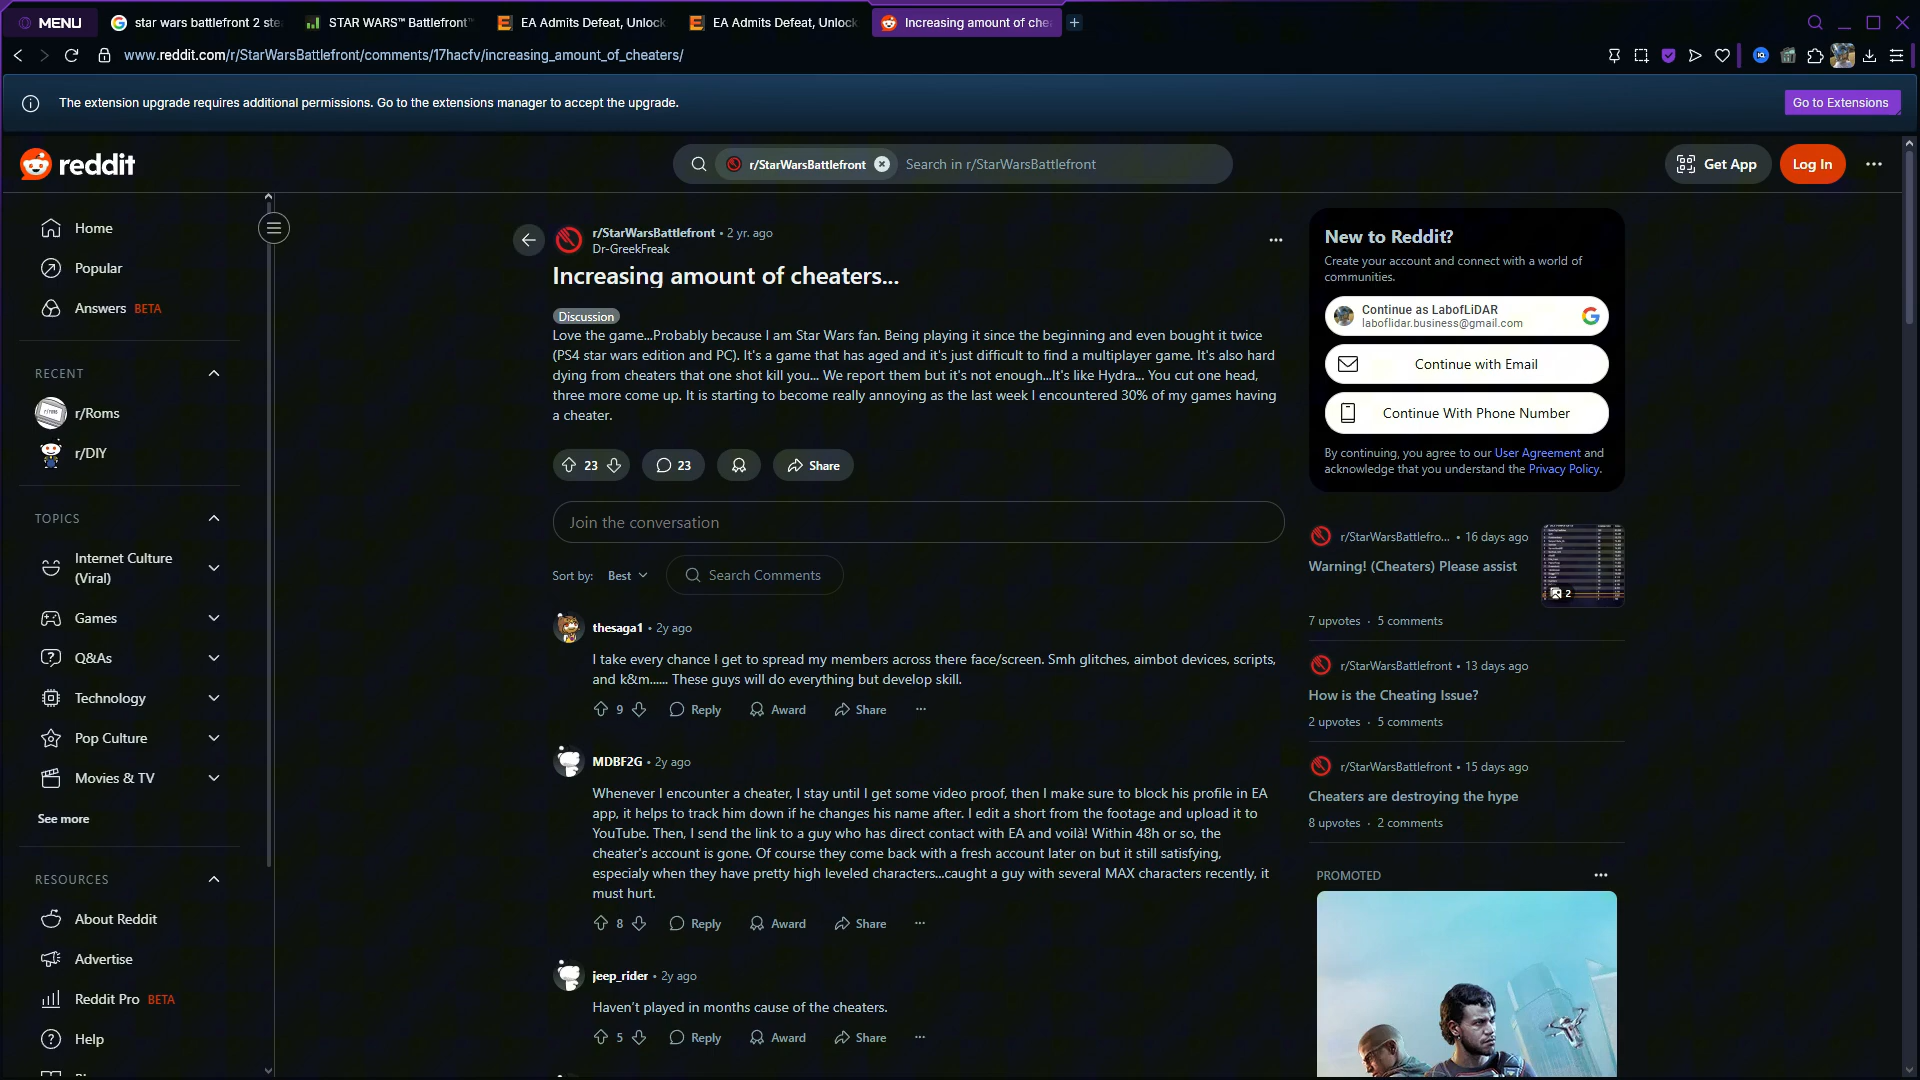 MENU
star wars battlefront 2 ste
STAR WARS™ Battlefront™
EA Admits Defeat, Unlock
EA Admits Defeat, Unlock
Increasing amount of chea
www.reddit.com/r/StarWarsBattlefront/comments/17hacfv/increasing_amount_of_cheaters/
The extension upgrade requires additional permissions. Go to the extensions manager to accept the upgrade.
Go to Extensions
reddit
r/StarWarsBattlefront
Search in r/StarWarsBattlefront
Get App
Log In
Home
Popular
Answers BETA
RECENT
r/Roms
r/DIY
TOPICS
Internet Culture
(Viral)
Games
Q&As
Technology
Pop Culture
Movies & TV
See more
RESOURCES
About Reddit
Advertise
Reddit Pro BETA
Help
r/StarWarsBattlefront • 2 yr. ago
Dr-GreekFreak
Increasing amount of cheaters...
Discussion
Love the game...Probably because I am Star Wars fan. Being playing it since the beginning and even bought it twice
(PS4 star wars edition and PC). It's a game that has aged and it's just difficult to find a multiplayer game. It's also hard
dying from cheaters that one shot kill you... We report them but it's not enough...It's like Hydra... You cut one head,
three more come up. It is starting to become really annoying as the last week I encountered 30% of my games having
a cheater.
23
23
Share
Join the conversation
Sort by: Best
Search Comments
thesaga1 • 2y ago
I take every chance I get to spread my members across there face/screen. Smh glitches, aimbot devices, scripts,
and k&m...... These guys will do everything but develop skill.
9 Reply Award Share
MDBF2G • 2y ago
Whenever I encounter a cheater, I stay until I get some video proof, then I make sure to block his profile in EA
app, it helps to track him down if he changes his name after. I edit a short from the footage and upload it to
YouTube. Then, I send the link to a guy who has direct contact with EA and voilà! Within 48h or so, the
cheater's account is gone. Of course they come back with a fresh account later on but it still satisfying,
especialy when they have pretty high leveled characters...caught a guy with several MAX characters recently, it
must hurt.
8 Reply Award Share
jeep_rider • 2y ago
Haven't played in months cause of the cheaters.
5 Reply Award Share
New to Reddit?
Create your account and connect with a world of
communities.
Continue as LabofLiDAR
laboflidar.business@gmail.com
Continue with Email
Continue With Phone Number
By continuing, you agree to our User Agreement and
acknowledge that you understand the Privacy Policy.
r/StarWarsBattlefro... • 16 days ago
Warning! (Cheaters) Please assist
2
7 upvotes · 5 comments
r/StarWarsBattlefront • 13 days ago
How is the Cheating Issue?
2 upvotes · 5 comments
r/StarWarsBattlefront • 15 days ago
Cheaters are destroying the hype
8 upvotes · 2 comments
PROMOTED